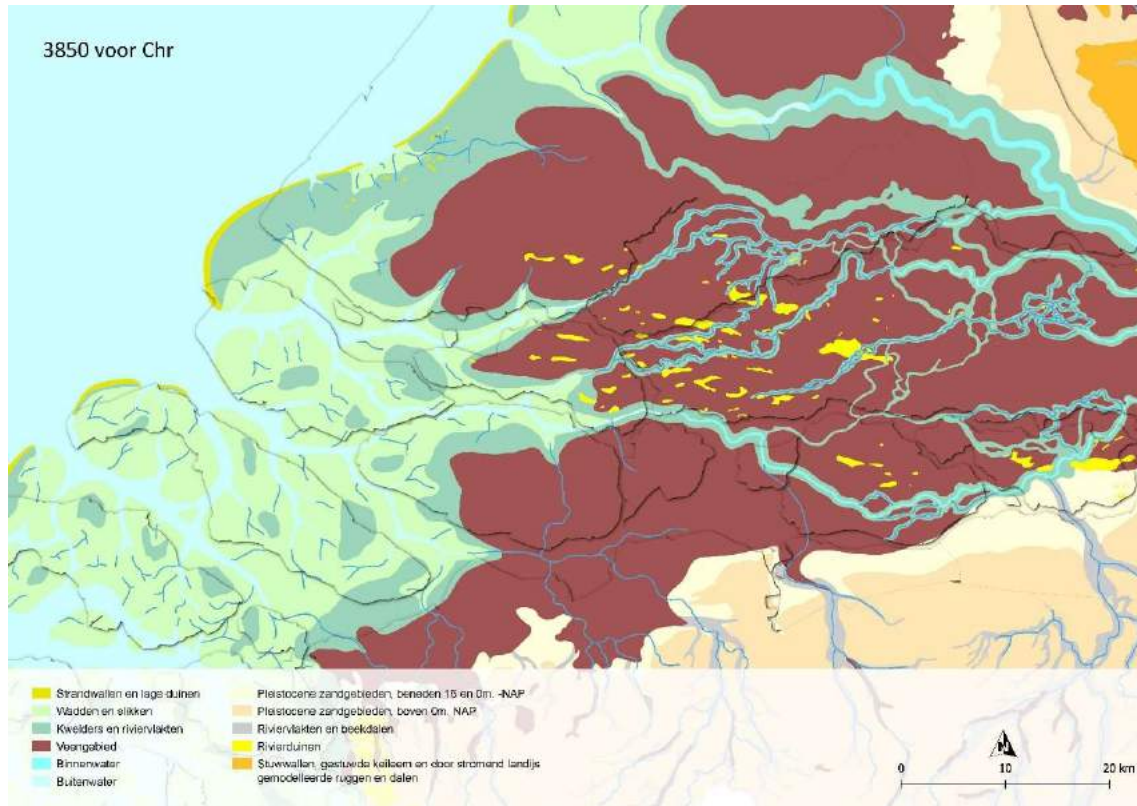 3850 voor Chr
Strandwallen en lage duinen
Wadden en slikken
Kwelders en riviervlakten
Veengebied
Binnenwater
Buitenwater
Pleistocene zandgebieden, beneden 16 en 0m. -NAP
Pleistocene zandgebieden, boven 0m. NAP
Riviervlakten en beekdalen
Rivierduinen
Stuwwallen, gestuwde keileem en door stromend landijs
gemodelleerde ruggen en dalen
N
0 10 20 km